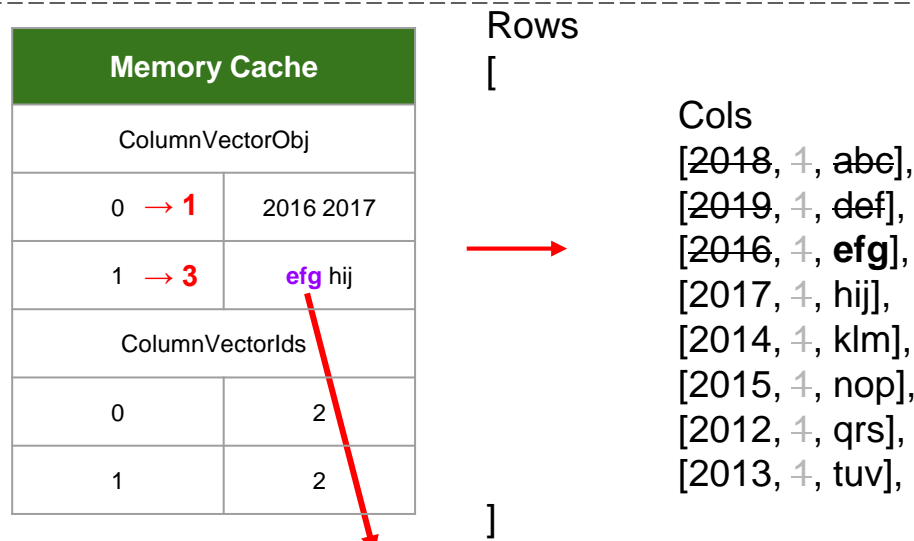 Memory Cache
ColumnVectorObj
0 → 1 2016 2017
1 → 3 efg hij
ColumnVectorIds
0 2
1 2
Rows
[
Cols
[2018, 1, abc],
[2019, 1, def],
[2016, 1, efg],
[2017, 1, hij],
[2014, 1, klm],
[2015, 1, nop],
[2012, 1, qrs],
[2013, 1, tuv],
]